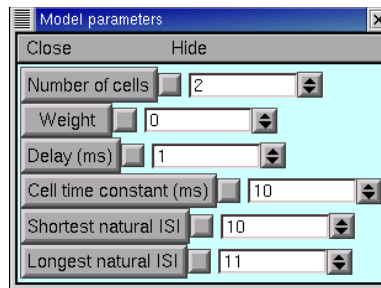 Model parameters
Close Hide
Number of cells 2
Weight 0
Delay (ms) 1
Cell time constant (ms) 10
Shortest natural ISI 10
Longest natural ISI 11